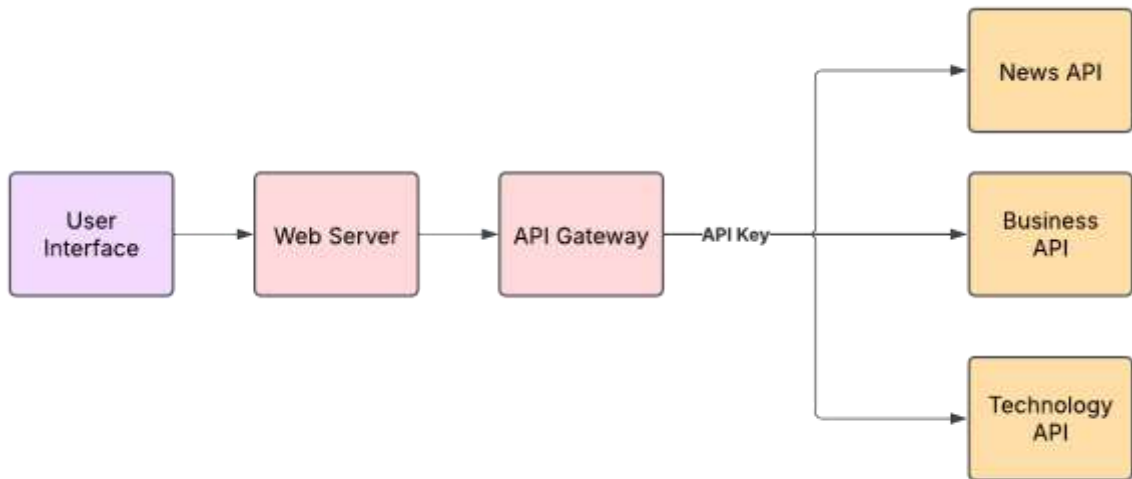 News API
User
Interface
Web Server
API Gateway
API Key
Business
API
Technology
API